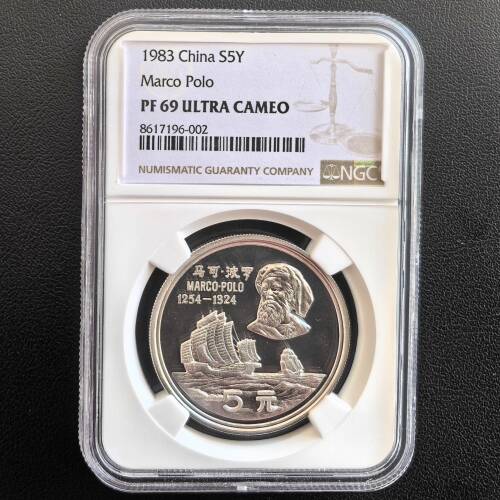 1983 China S5Y
Marco Polo
PF 69 ULTRA CAMEO
8617196-002
NUMISMATIC GUARANTY COMPANY
NGC
马可·波罗
MARCO·POLO
1254—1324
5元